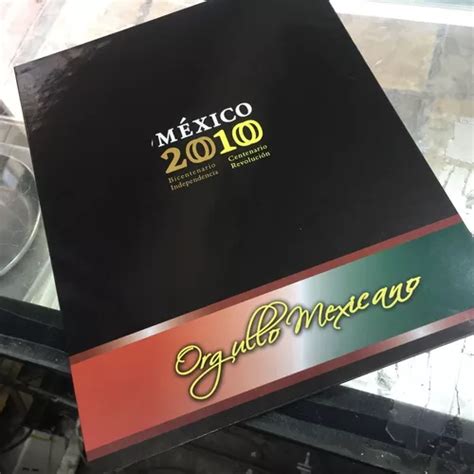 MÉXICO
2010
Bicentenario Centenario
Independencia Revolución
Orgullo Mexicano